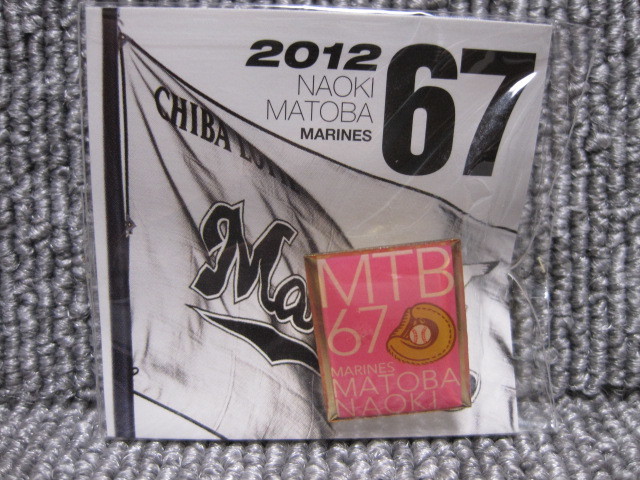 2012
NAOKI
MATOBA
MARINES
67
CHIBA LOTTE
Ma
MTB
67
MARINES
MATOBA
NAOKI